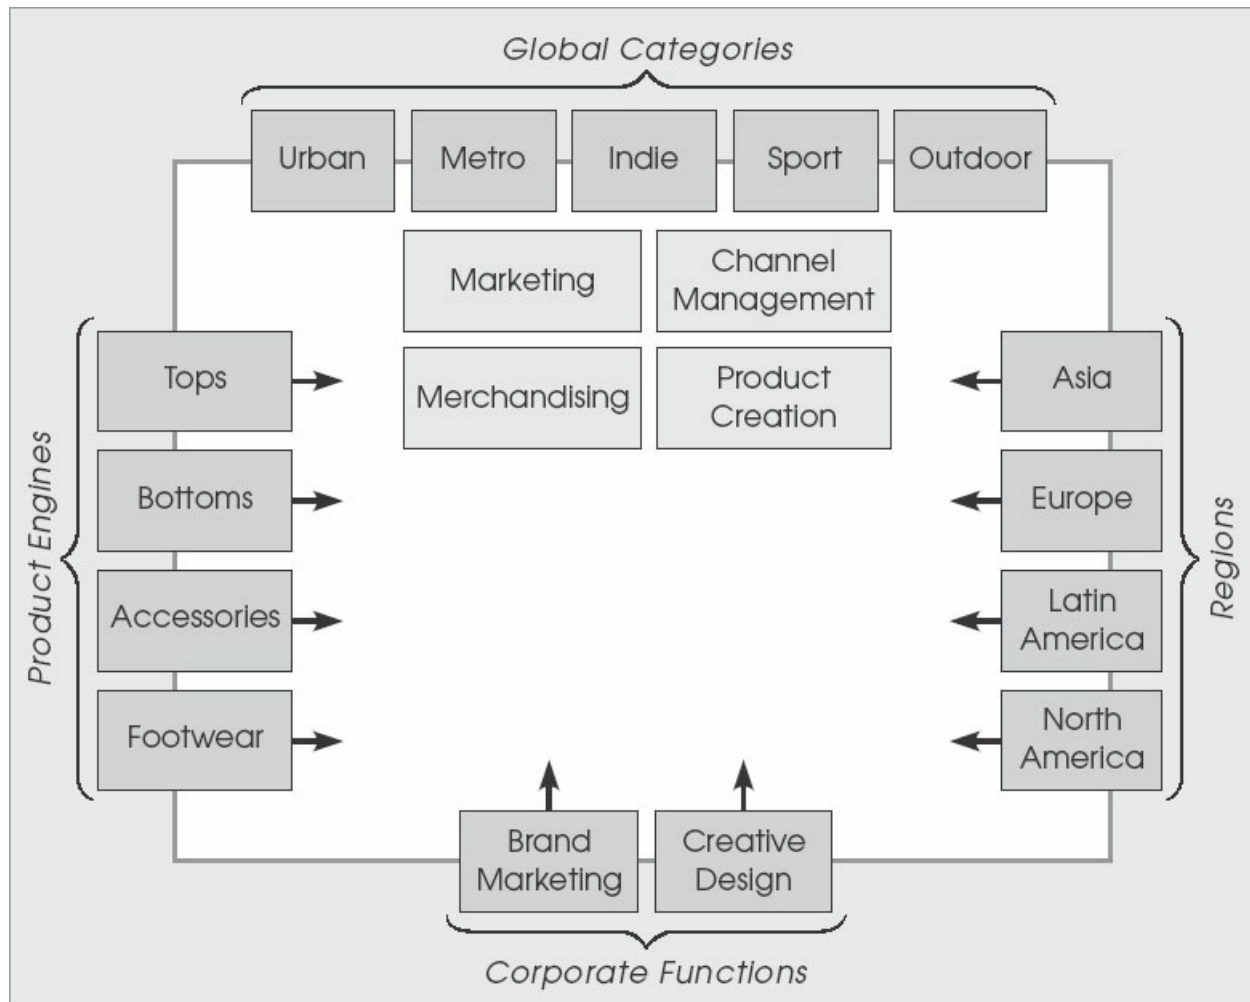 Global Categories
Urban
Metro
Indie
Sport
Outdoor
Marketing
Channel
Management
Merchandising
Product
Creation
Product Engines
Tops
Bottoms
Accessories
Footwear
Asia
Europe
Latin
America
North
America
Regions
Brand
Marketing
Creative
Design
Corporate Functions